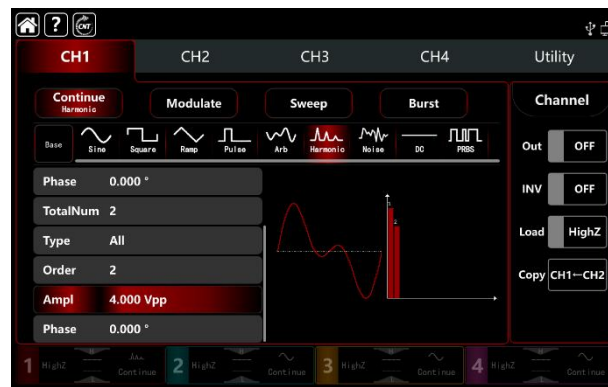 ? CNT
CH1 CH2 CH3 CH4 Utility
Continue
Harmonic
Modulate Sweep Burst
Channel
Base Sine Square Ramp Pulse Arb Harmonic Noise DC PRBS
Out OFF
Phase 0.000 °
INV OFF
TotalNum 2
Type All
Load HighZ
Order 2
Copy CH1←CH2
Ampl 4.000 Vpp
Phase 0.000 °
1 2
1 HighZ Continue 2 HighZ Continue 3 HighZ Continue 4 HighZ Continue